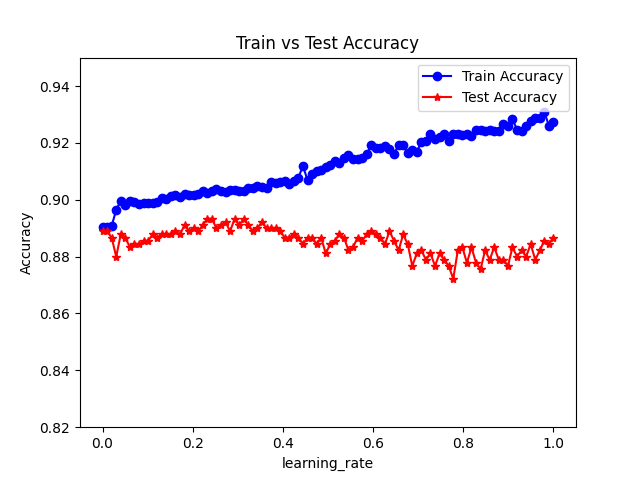 Train vs Test Accuracy
Train Accuracy
Test Accuracy
0.94
0.92
0.90
0.88
0.86
0.84
0.82
Accuracy
0.0 0.2 0.4 0.6 0.8 1.0
learning_rate